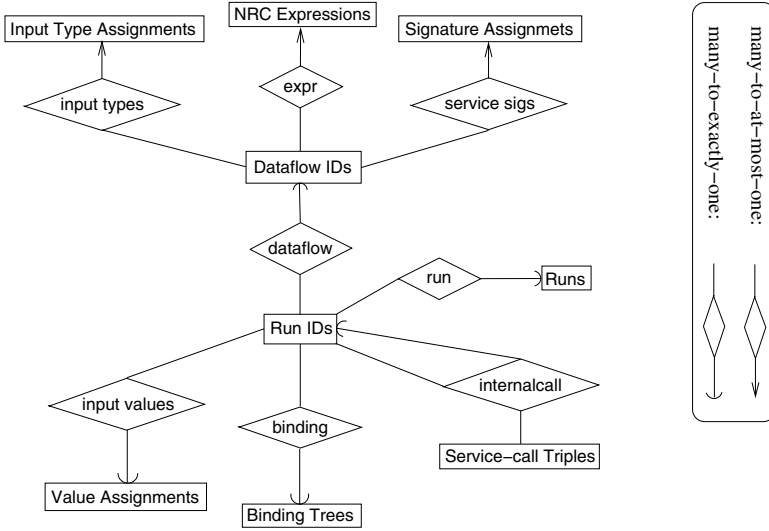 Input Type Assignments
NRC Expressions
Signature Assignmets
input types
expr
service sigs
Dataflow IDs
dataflow
run
Runs
Run IDs
input values
internalcall
binding
Service−call Triples
Value Assignments
Binding Trees
many−to−at−most−one:
many−to−exactly−one: